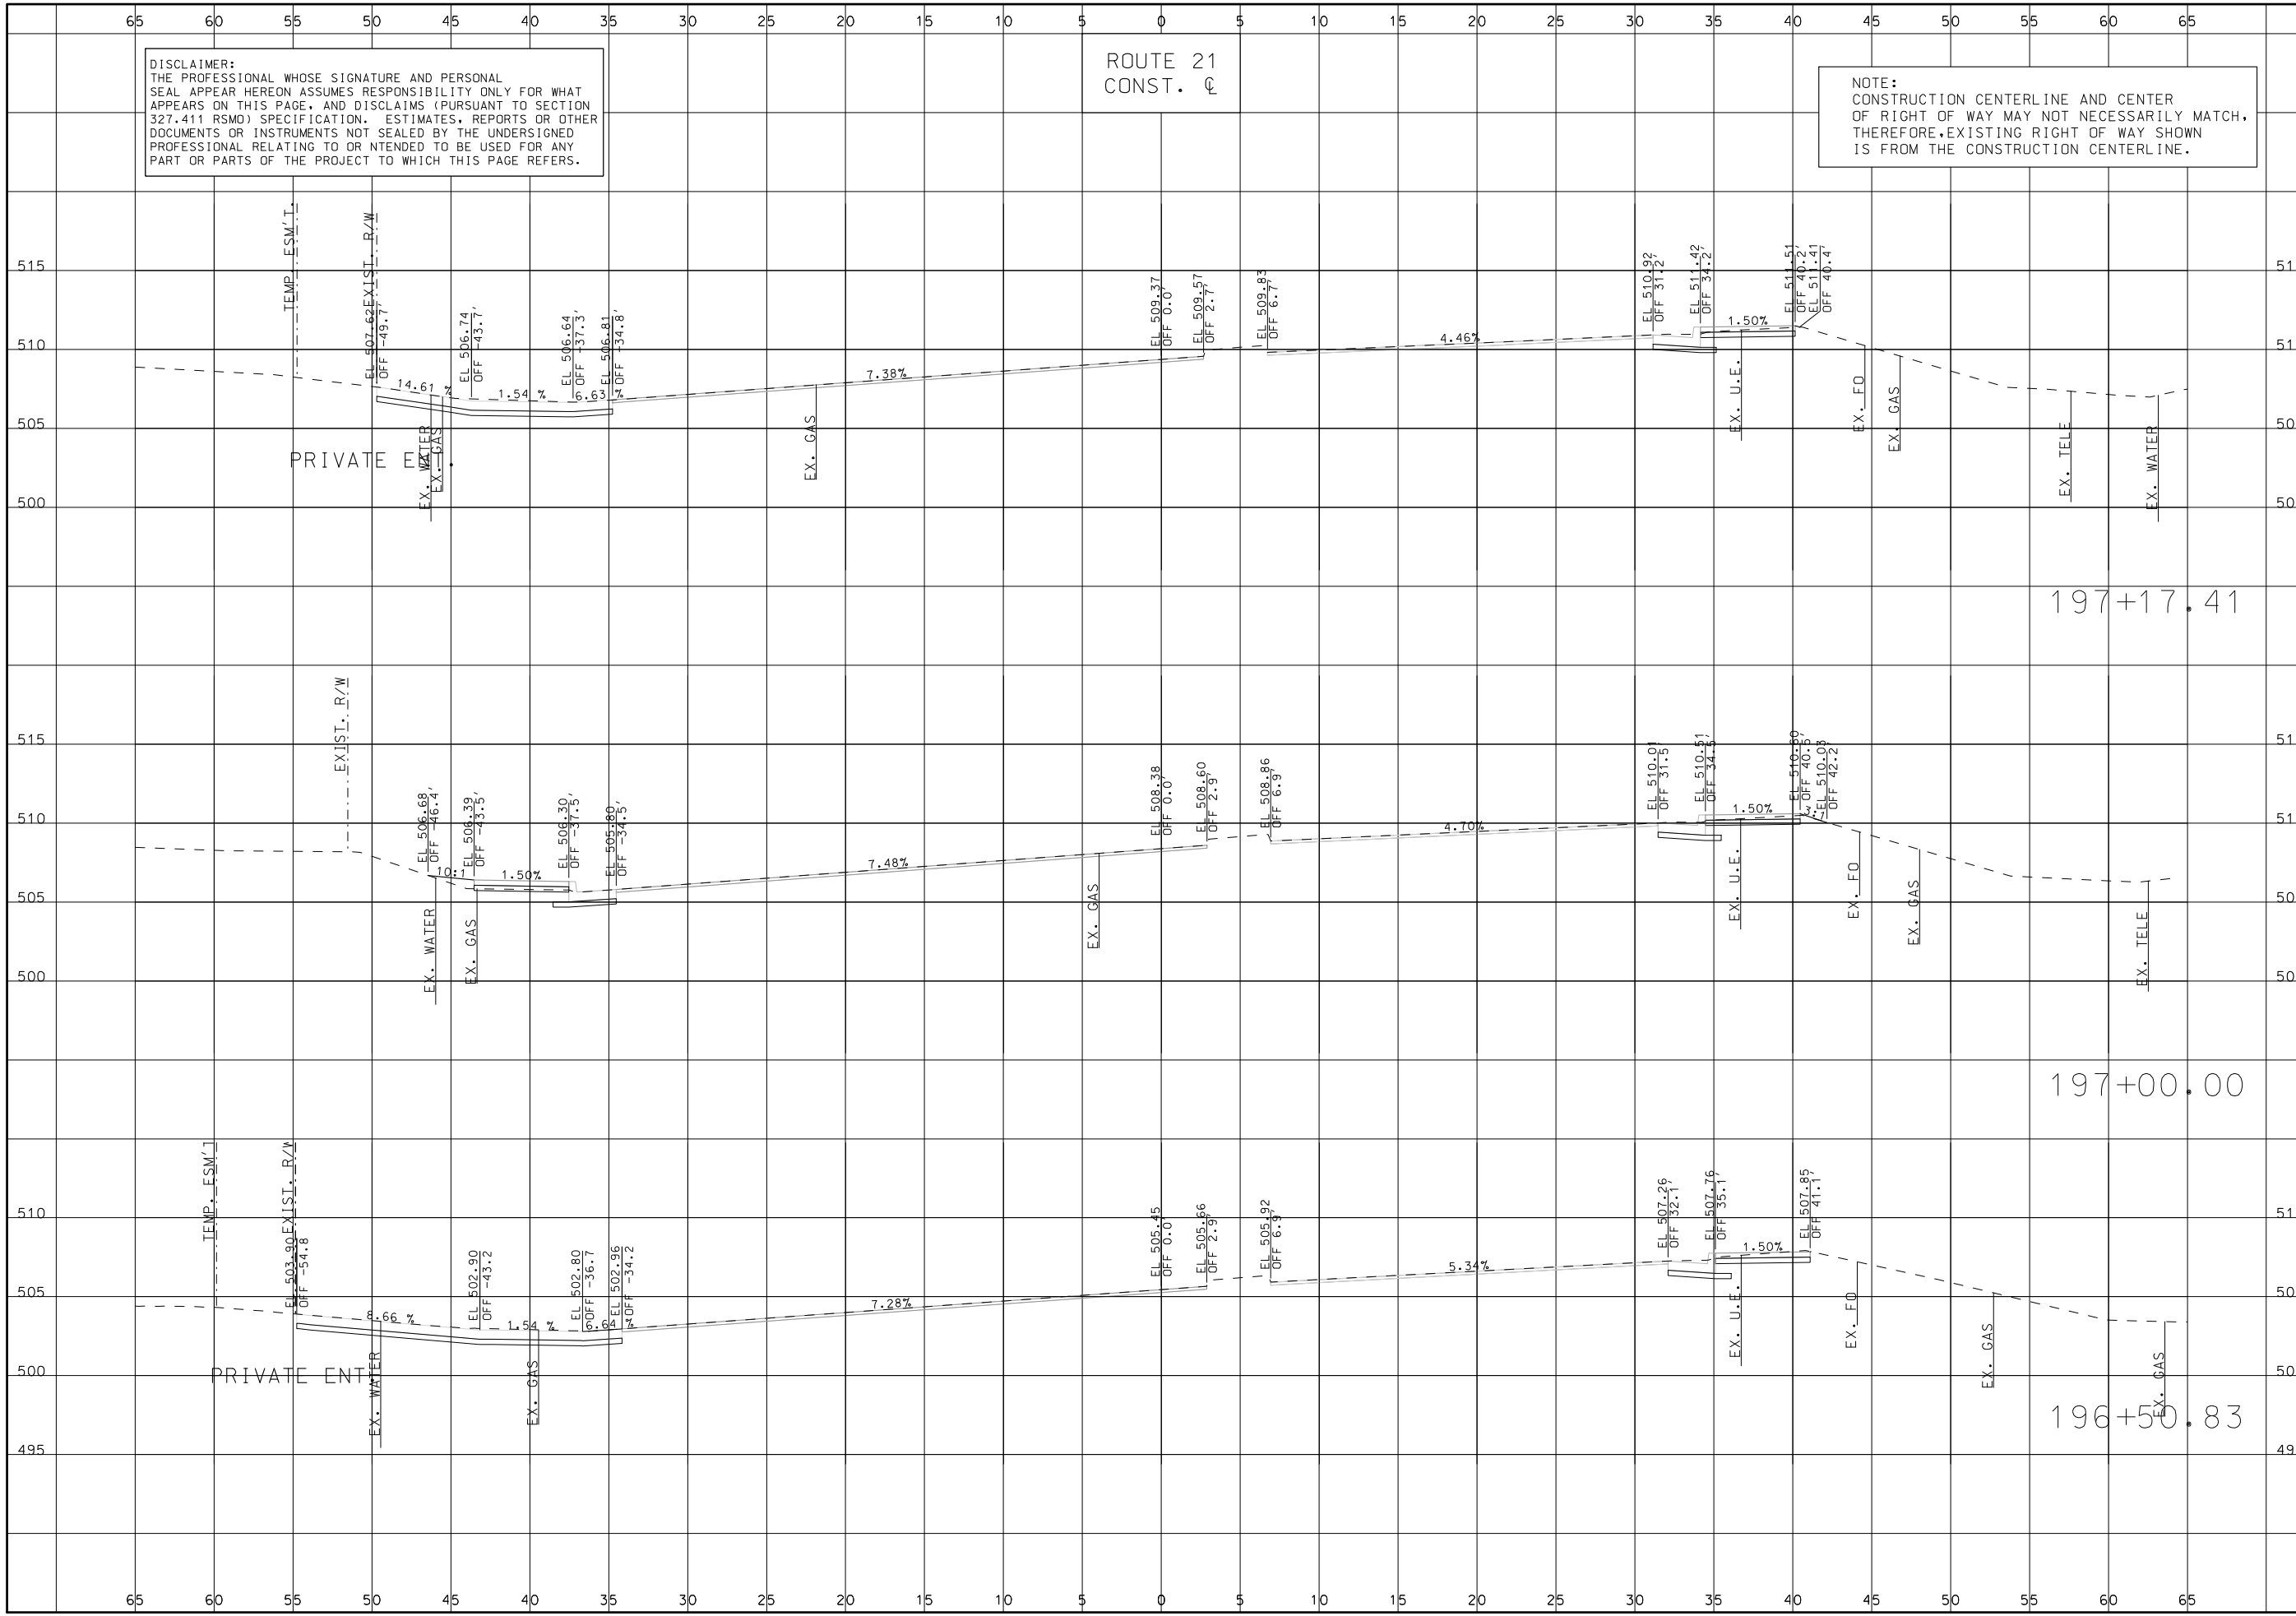 65 60 55 50 45 40 35 30 25 20 15 10 5 0 5 10 15 20 25 30 35 40 45 50 55 60 65
DISCLAIMER:
THE PROFESSIONAL WHOSE SIGNATURE AND PERSONAL
SEAL APPEAR HEREON ASSUMES RESPONSIBILITY ONLY FOR WHAT
APPEARS ON THIS PAGE, AND DISCLAIMS (PURSUANT TO SECTION
327.411 RSMO) SPECIFICATION. ESTIMATES, REPORTS OR OTHER
DOCUMENTS OR INSTRUMENTS NOT SEALED BY THE UNDERSIGNED
PROFESSIONAL RELATING TO OR NTENDED TO BE USED FOR ANY
PART OR PARTS OF THE PROJECT TO WHICH THIS PAGE REFERS.
ROUTE 21
CONST. ℄
NOTE:
CONSTRUCTION CENTERLINE AND CENTER
OF RIGHT OF WAY MAY NOT NECESSARILY MATCH,
THEREFORE,EXISTING RIGHT OF WAY SHOWN
IS FROM THE CONSTRUCTION CENTERLINE.
TEMP. ESM'T.
EL 507.62
OFF -49.7'
EXIST. R/W
EL 506.74
OFF -43.7'
EL 506.64
OFF -37.3'
EL 506.81
OFF -34.8'
EL 509.37
OFF 0.0'
EL 509.57
OFF 2.7'
EL 509.83
OFF 6.7'
EL 510.92
OFF 31.2'
EL 511.42
OFF 34.2'
EL 511.51
OFF 40.2'
EL 511.41
OFF 40.4'
515 51
510 51
505 50
500 50
14.61 %
1.54 %
6.63 %
7.38%
4.46%
1.50%
PRIVATE ENT.
EX. WATER
EX. GAS
EX. GAS
EX. U.E.
EX. FO
EX. GAS
EX. TELE
EX. WATER
197+17.41
EXIST. R/W
EL 506.68
OFF -46.4'
EL 506.39
OFF -43.5'
EL 506.30
OFF -37.5'
EL 505.80
OFF -34.5'
EL 508.38
OFF 0.0'
EL 508.60
OFF 2.9'
EL 508.86
OFF 6.9'
EL 510.01
OFF 31.5'
EL 510.51
OFF 34.5'
EL 510.60
OFF 40.5'
EL 510.03
OFF 42.2'
515 51
510 51
505 50
500 50
10:1
1.50%
7.48%
4.70%
1.50%
EX. WATER
EX. GAS
EX. GAS
EX. U.E.
EX. FO
EX. GAS
EX. TELE
197+00.00
TEMP. ESM'T
EL 503.90
OFF -54.8
EXIST. R/W
EL 502.90
OFF -43.2
EL 502.80
OFF -36.7
EL 502.96
OFF -34.2
EL 505.45
OFF 0.0'
EL 505.66
OFF 2.9'
EL 505.92
OFF 6.9'
EL 507.26
OFF 32.1'
EL 507.76
OFF 35.1'
EL 507.85
OFF 41.1'
510 51
505 50
500 50
495 49
8.66 %
1.54 %
6.64 %
7.28%
5.34%
1.50%
PRIVATE ENT.
EX. WATER
EX. GAS
EX. U.E.
EX. FO
EX. GAS
EX. GAS
196+50.83
65 60 55 50 45 40 35 30 25 20 15 10 5 0 5 10 15 20 25 30 35 40 45 50 55 60 65